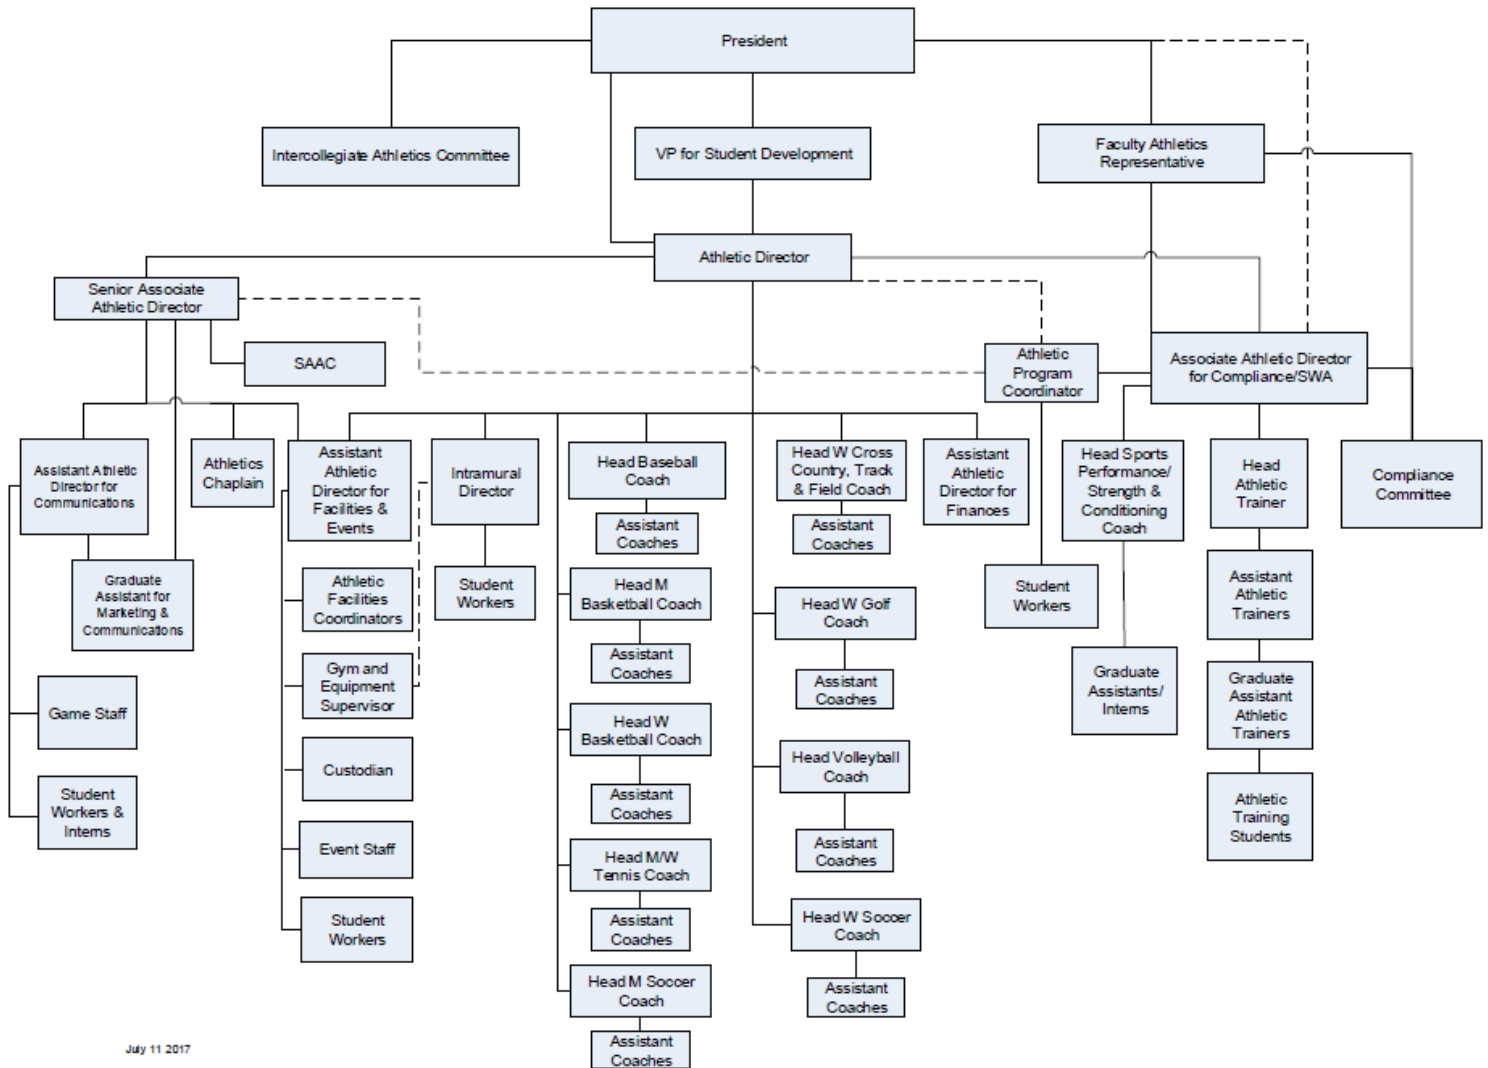 President
Intercollegiate Athletics Committee
VP for Student Development
Faculty Athletics
Representative
Athletic Director
Senior Associate
Athletic Director
SAAC
Athletic
Program
Coordinator
Associate Athletic Director
for Compliance/SWA
Assistant Athletic
Director for
Communications
Athletics
Chaplain
Assistant
Athletic
Director for
Facilities &
Events
Intramural
Director
Head Baseball
Coach
Head W Cross
Country, Track
& Field Coach
Assistant
Athletic
Director for
Finances
Head Sports
Performance/
Strength &
Conditioning
Coach
Head
Athletic
Trainer
Compliance
Committee
Assistant
Coaches
Assistant
Coaches
Graduate
Assistant for
Marketing &
Communications
Athletic
Facilities
Coordinators
Student
Workers
Head M
Basketball Coach
Head W Golf
Coach
Student
Workers
Assistant
Athletic
Trainers
Assistant
Coaches
Assistant
Coaches
Gym and
Equipment
Supervisor
Graduate
Assistants/
Interns
Graduate
Assistant
Athletic
Trainers
Game Staff
Head W
Basketball Coach
Custodian
Head Volleyball
Coach
Assistant
Coaches
Student
Workers &
Interns
Athletic
Training
Students
Event Staff
Head M/W
Tennis Coach
Assistant
Coaches
Student
Workers
Assistant
Coaches
Head W Soccer
Coach
Head M Soccer
Coach
Assistant
Coaches
Assistant
Coaches
July 11 2017